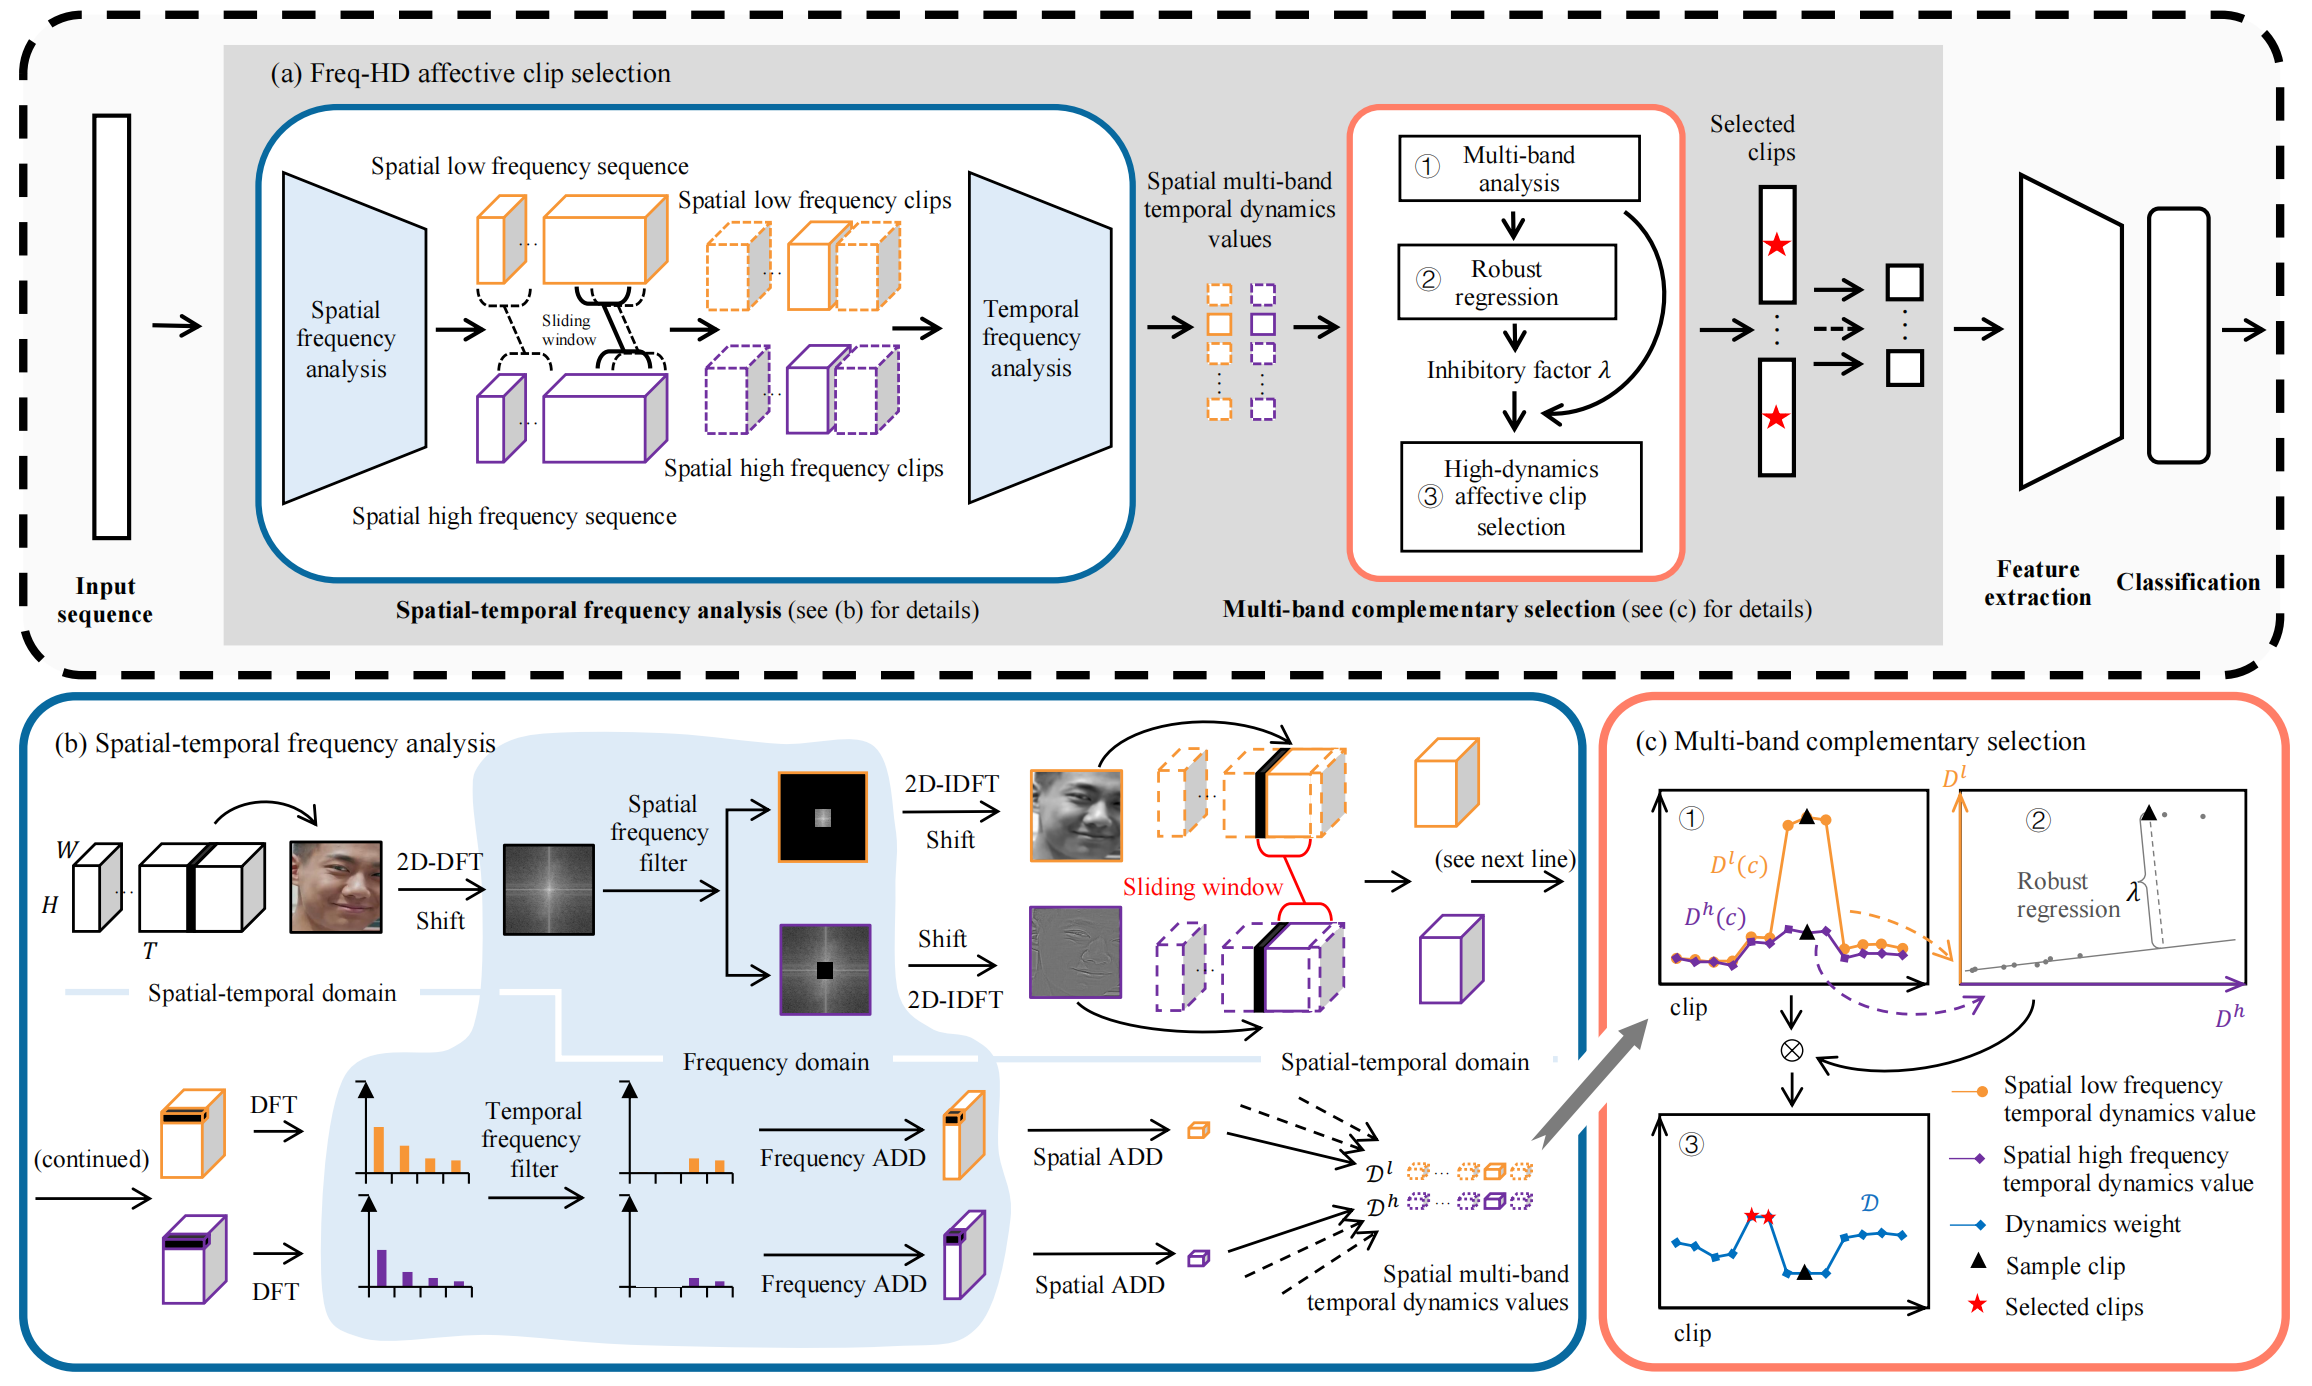 (a) Freq-HD affective clip selection
Input
sequence
Spatial
frequency
analysis
Spatial low frequency sequence
...
Sliding
window
...
Spatial high frequency sequence
Spatial low frequency clips
...
...
Spatial high frequency clips
Temporal
frequency
analysis
Spatial-temporal frequency analysis (see (b) for details)
Spatial multi-band
temporal dynamics
values
① Multi-band
analysis
② Robust
regression
Inhibitory factor λ
③ High-dynamics
affective clip
selection
Multi-band complementary selection (see (c) for details)
Selected
clips
Feature
extraction
Classification
(b) Spatial-temporal frequency analysis
W
H
T
...
2D-DFT
Shift
Spatial
frequency
filter
2D-IDFT
Shift
Shift
2D-IDFT
...
Sliding window
...
(see next line)
Spatial-temporal domain
Frequency domain
Spatial-temporal domain
(continued)
DFT
DFT
Temporal
frequency
filter
Frequency ADD
Frequency ADD
Spatial ADD
Spatial ADD
𝒟ˡ ...
𝒟ʰ ...
Spatial multi-band
temporal dynamics values
(c) Multi-band complementary selection
①
Dˡ(c)
Dʰ(c)
clip
Dˡ
②
Robust
regression
λ
Dʰ
⊗
③
𝒟
clip
Spatial low frequency
temporal dynamics value
Spatial high frequency
temporal dynamics value
Dynamics weight
Sample clip
Selected clips